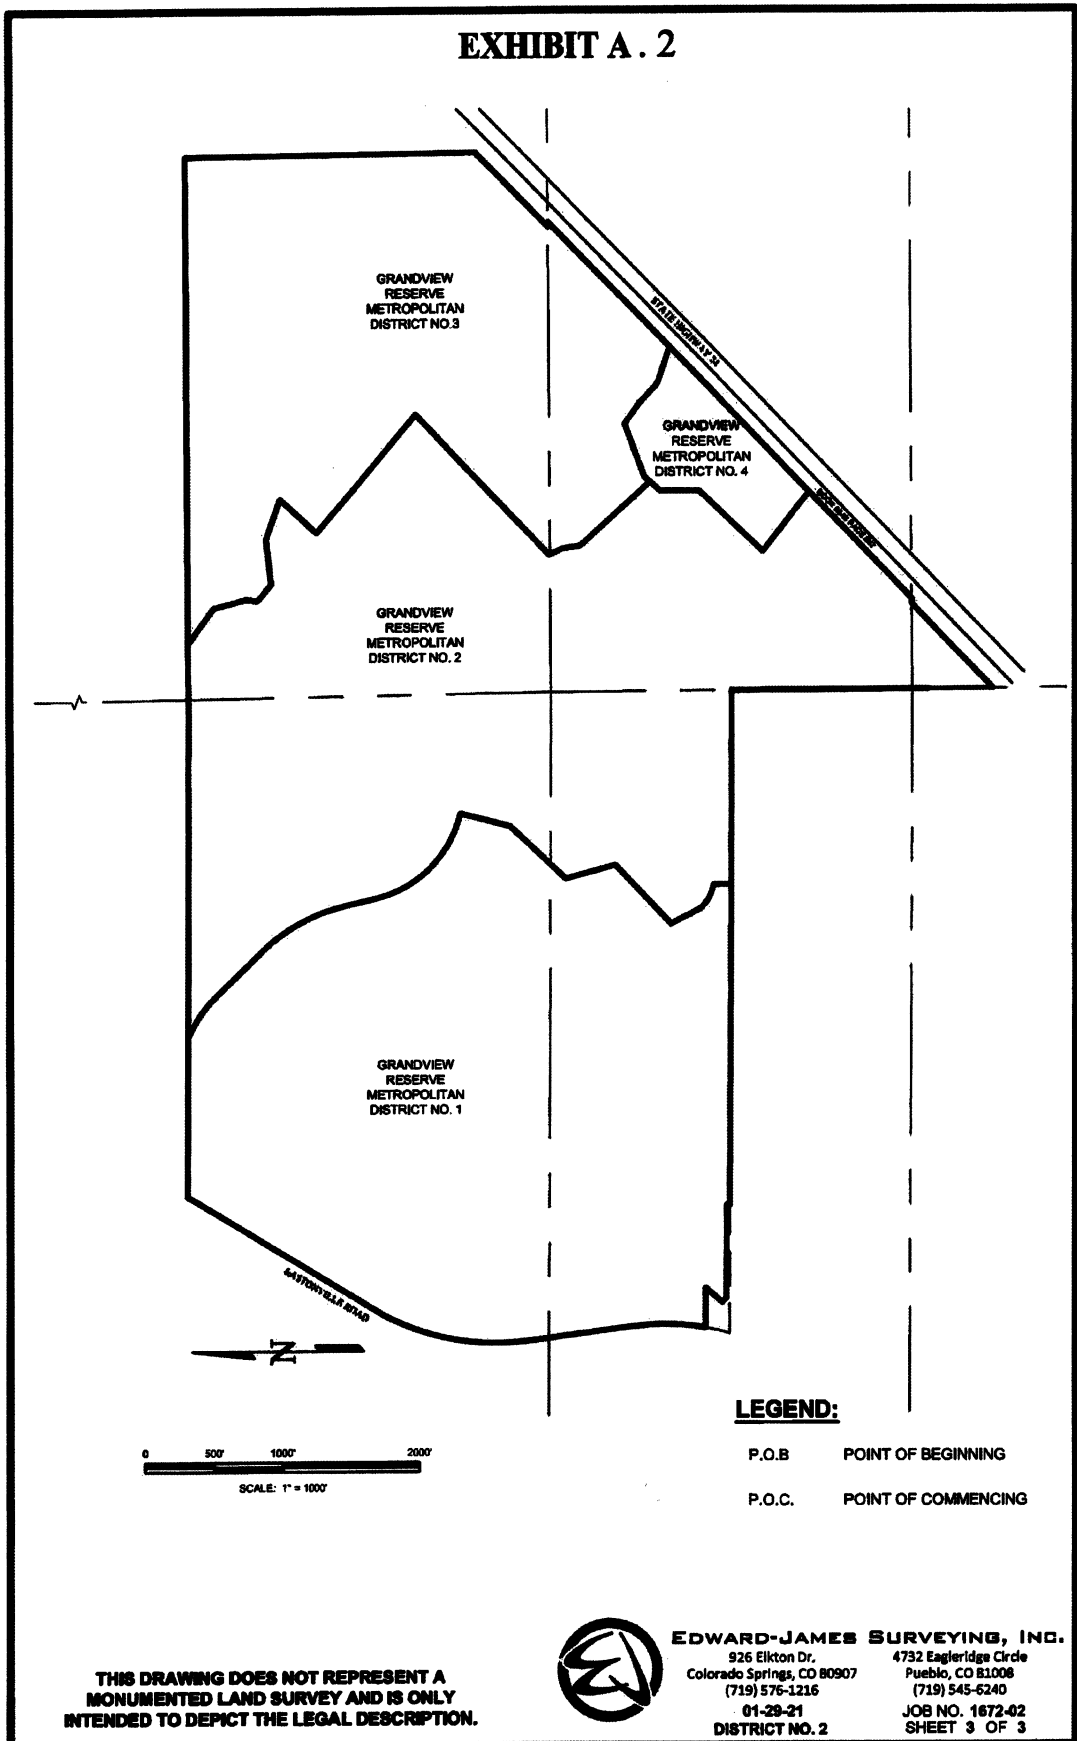 EXHIBIT A . 2
GRANDVIEW
RESERVE
METROPOLITAN
DISTRICT NO.3
STATE HIGHWAY 24
GRANDVIEW
RESERVE
METROPOLITAN
DISTRICT NO. 4
GRANDVIEW
RESERVE
METROPOLITAN
DISTRICT NO. 2
GRANDVIEW
RESERVE
METROPOLITAN
DISTRICT NO. 1
EASTONVILLE ROAD
N
LEGEND:
P.O.B POINT OF BEGINNING
P.O.C. POINT OF COMMENCING
0 500' 1000' 2000'
SCALE: 1" = 1000'
THIS DRAWING DOES NOT REPRESENT A
MONUMENTED LAND SURVEY AND IS ONLY
INTENDED TO DEPICT THE LEGAL DESCRIPTION.
EDWARD-JAMES SURVEYING, INC.
926 Elkton Dr.
Colorado Springs, CO 80907
(719) 576-1216
4732 Eagleridge Circle
Pueblo, CO 81008
(719) 545-6240
01-29-21
DISTRICT NO. 2
JOB NO. 1672-02
SHEET 3 OF 3